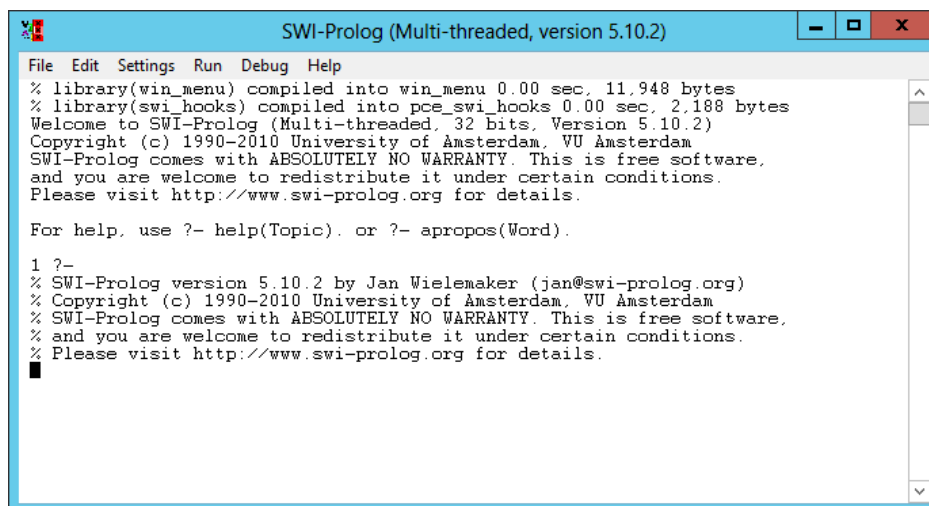 SWI-Prolog (Multi-threaded, version 5.10.2)
File Edit Settings Run Debug Help
% library(win_menu) compiled into win_menu 0.00 sec, 11,948 bytes
% library(swi_hooks) compiled into pce_swi_hooks 0.00 sec, 2,188 bytes
Welcome to SWI-Prolog (Multi-threaded, 32 bits, Version 5.10.2)
Copyright (c) 1990-2010 University of Amsterdam, VU Amsterdam
SWI-Prolog comes with ABSOLUTELY NO WARRANTY. This is free software,
and you are welcome to redistribute it under certain conditions.
Please visit http://www.swi-prolog.org for details.
For help, use ?- help(Topic). or ?- apropos(Word).
1 ?-
% SWI-Prolog version 5.10.2 by Jan Wielemaker (jan@swi-prolog.org)
% Copyright (c) 1990-2010 University of Amsterdam, VU Amsterdam
% SWI-Prolog comes with ABSOLUTELY NO WARRANTY. This is free software,
% and you are welcome to redistribute it under certain conditions.
% Please visit http://www.swi-prolog.org for details.